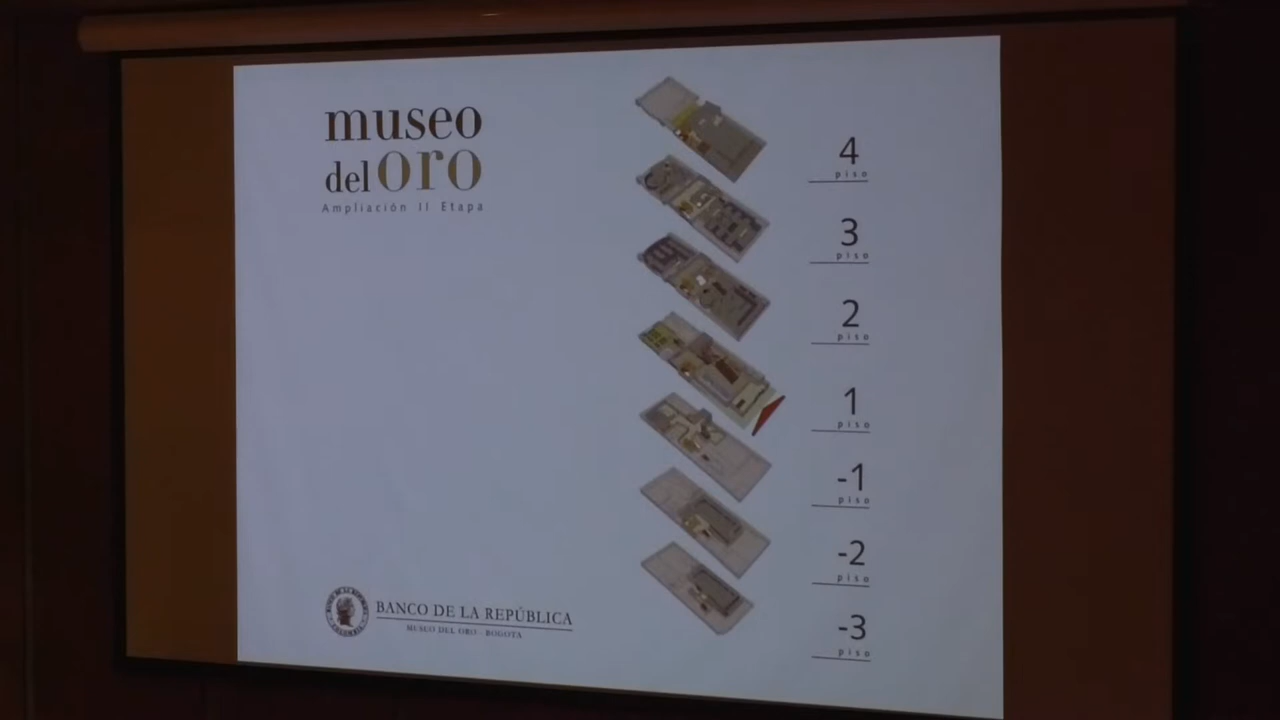 museo
del oro
Ampliación II Etapa
4
piso
3
piso
2
piso
1
piso
-1
piso
-2
piso
-3
piso
BANCO DE LA REPÚBLICA
MUSEO DEL ORO - BOGOTA